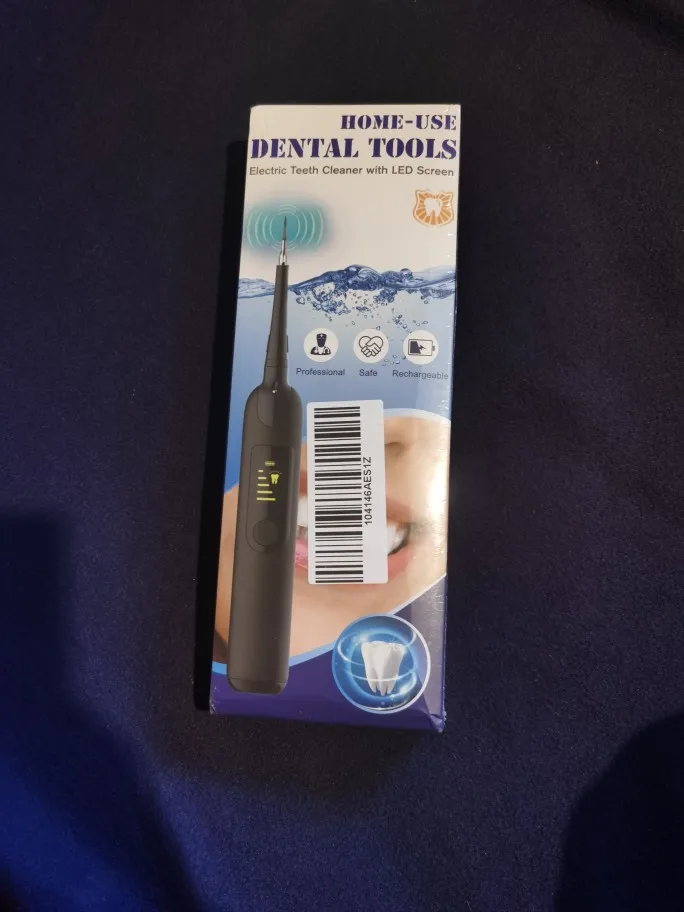 HOME-USE
DENTAL TOOLS
Electric Teeth Cleaner with LED Screen
Professional Safe Rechargeable
104146AES1Z